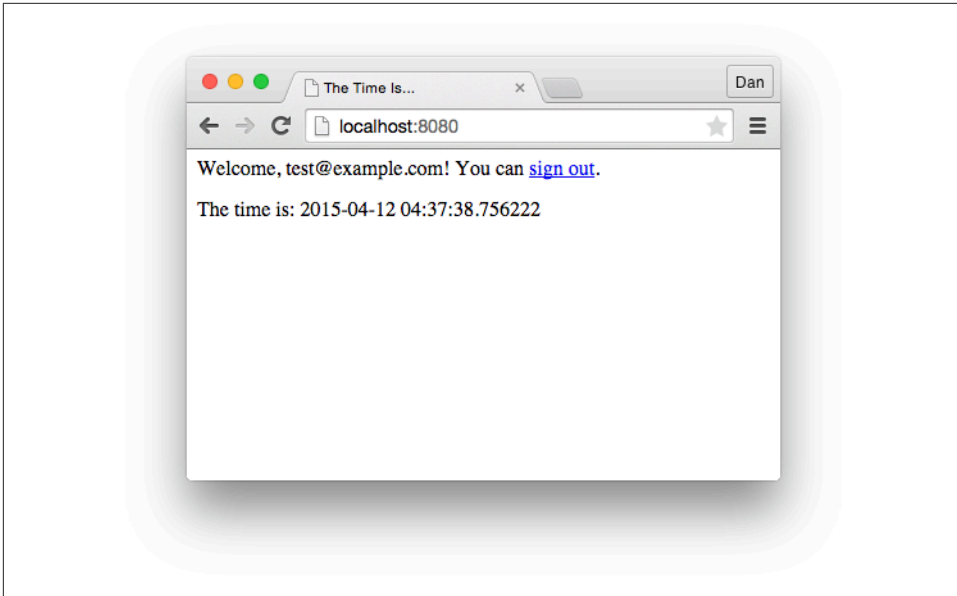 The Time Is...
Dan
localhost:8080
Welcome, test@example.com! You can sign out.
The time is: 2015-04-12 04:37:38.756222